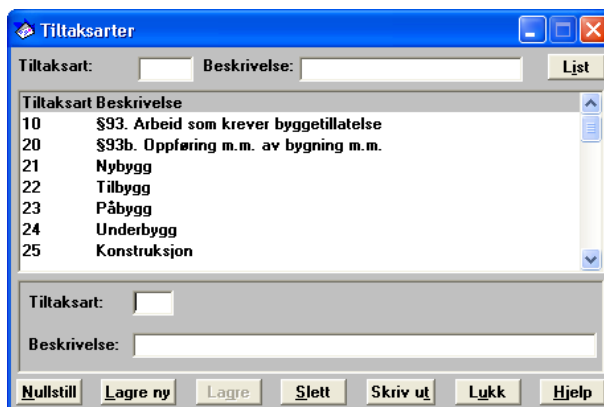 Tiltaksarter
Tiltaksart: Beskrivelse: List
Tiltaksart Beskrivelse
10 §93. Arbeid som krever byggetillatelse
20 §93b. Oppføring m.m. av bygning m.m.
21 Nybygg
22 Tilbygg
23 Påbygg
24 Underbygg
25 Konstruksjon
Tiltaksart:
Beskrivelse:
Nullstill Lagre ny Lagre Slett Skriv ut Lukk Hjelp